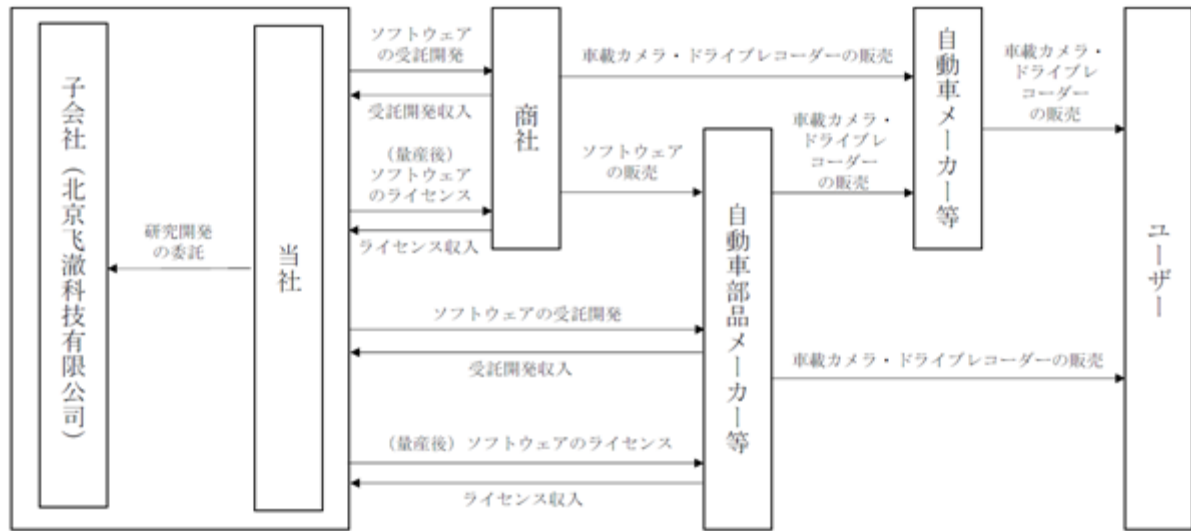 子会社（北京飞澈科技有限公司）
研究開発
の委託
当社
ソフトウェア
の受託開発
受託開発収入
（量産後）
ソフトウェア
のライセンス
ライセンス収入
商社
車載カメラ・ドライブレコーダーの販売
ソフトウェア
の販売
車載カメラ・
ドライブレ
コーダー
の販売
自動車メーカー等
車載カメラ・
ドライブレ
コーダー
の販売
ソフトウェアの受託開発
受託開発収入
（量産後）ソフトウェアのライセンス
ライセンス収入
自動車部品メーカー等
車載カメラ・ドライブレコーダーの販売
ユーザー